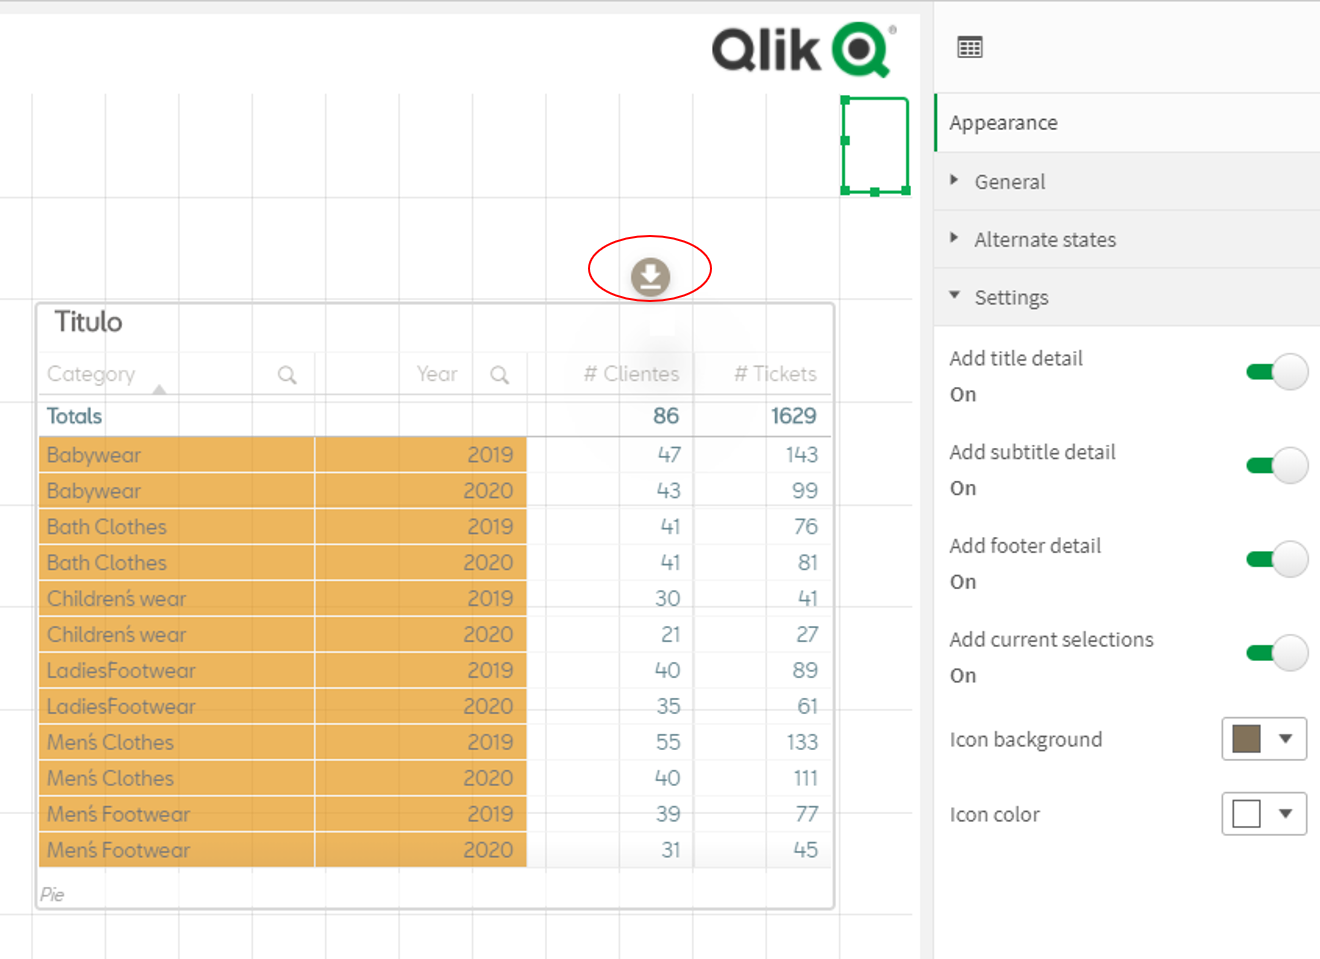 Qlik ®
Appearance
General
Alternate states
Settings
Add title detail
On
Add subtitle detail
On
Add footer detail
On
Add current selections
On
Icon background
Icon color
Titulo
Category Year # Clientes # Tickets
Totals 86 1629
Babywear 2019 47 143
Babywear 2020 43 99
Bath Clothes 2019 41 76
Bath Clothes 2020 41 81
Children´s wear 2019 30 41
Children´s wear 2020 21 27
LadiesFootwear 2019 40 89
LadiesFootwear 2020 35 61
Men´s Clothes 2019 55 133
Men´s Clothes 2020 40 111
Men´s Footwear 2019 39 77
Men´s Footwear 2020 31 45
Pie